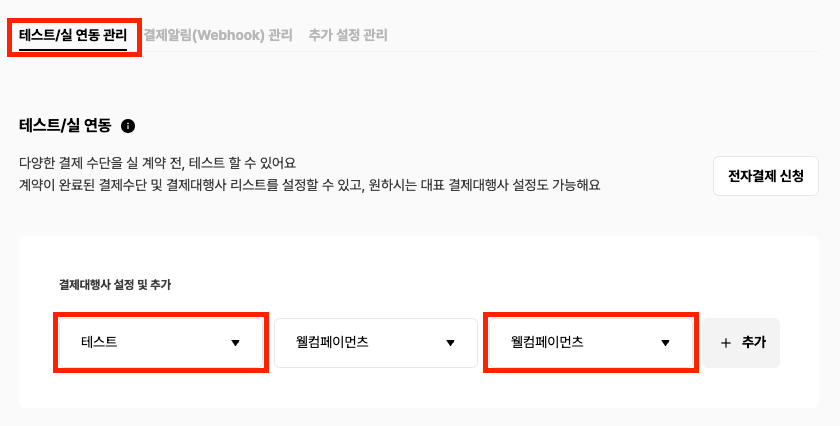 테스트/실 연동 관리 결제알림(Webhook) 관리 추가 설정 관리
테스트/실 연동
다양한 결제 수단을 실 계약 전, 테스트 할 수 있어요
계약이 완료된 결제수단 및 결제대행사 리스트를 설정할 수 있고, 원하시는 대표 결제대행사 설정도 가능해요
전자결제 신청
결제대행사 설정 및 추가
테스트 웰컴페이먼츠 웰컴페이먼츠 + 추가